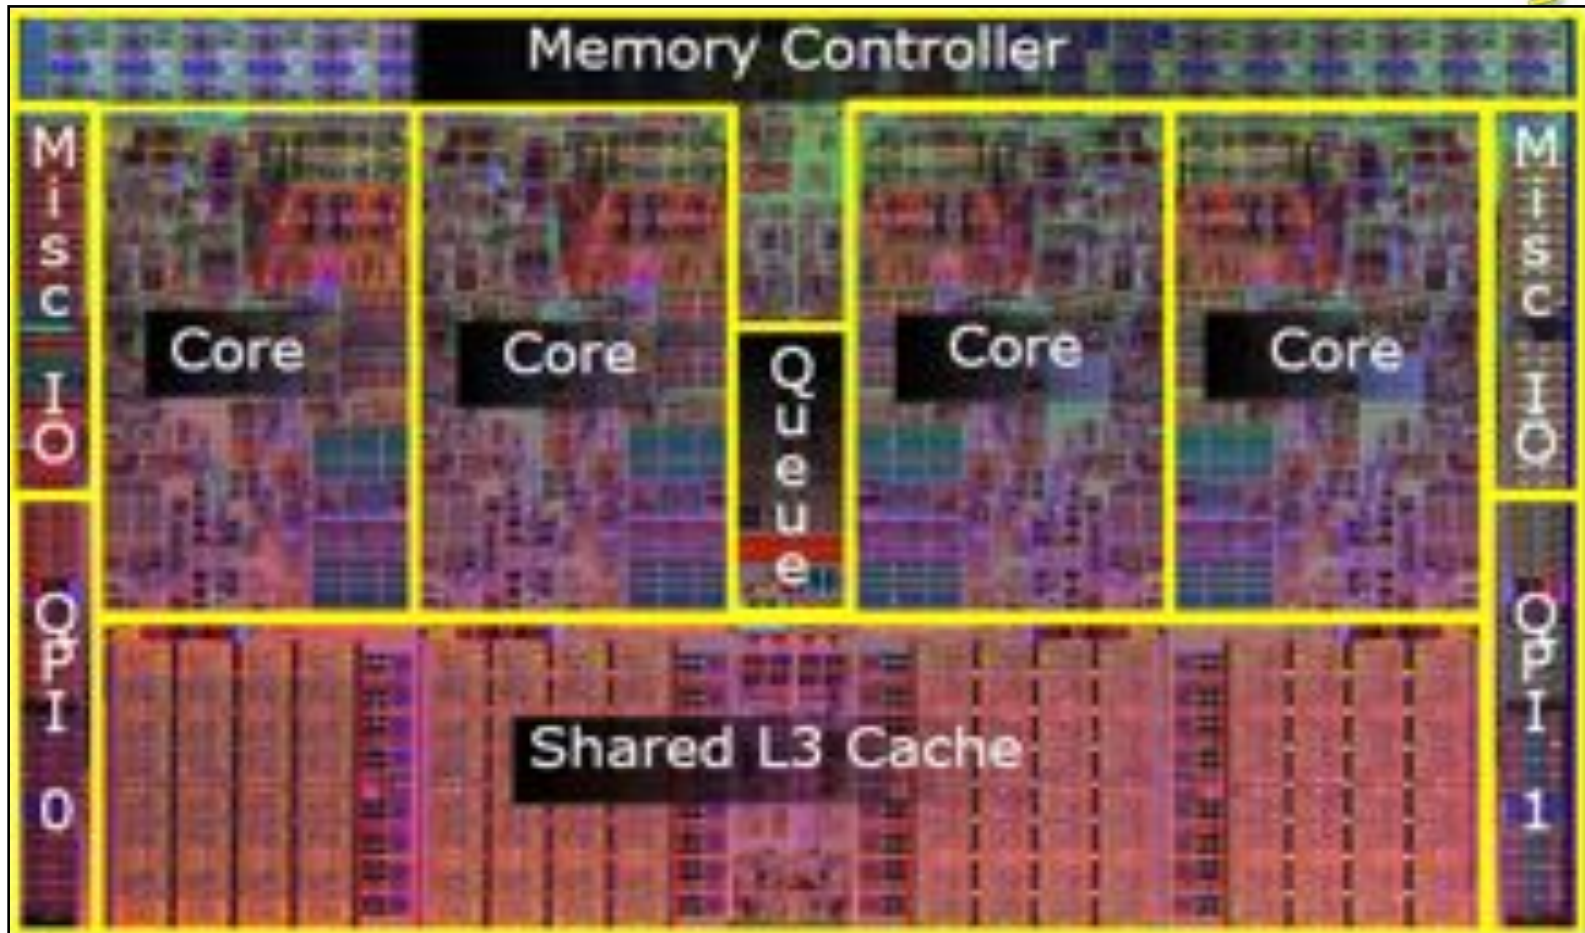 Memory Controller
Misc IO
Core
Core
Queue
Core
Core
Misc IO
QPI 0
Shared L3 Cache
QPI 1